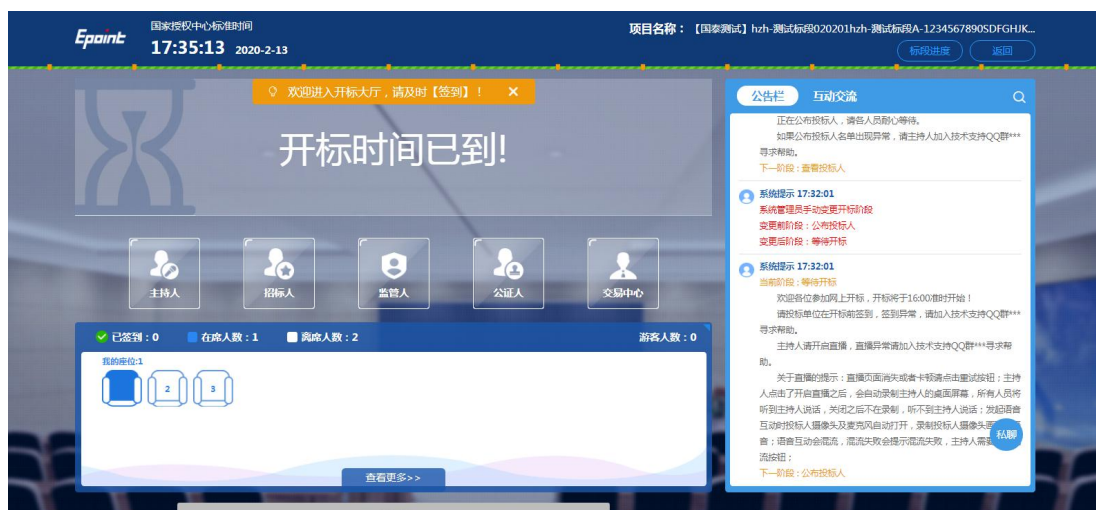 Epoint
国家授权中心标准时间
17:35:13 2020-2-13
项目名称：【国泰测试】hzh-测试标段020201hzh-测试标段A-1234567890SDFGHJK...
标段进度 返回
欢迎进入开标大厅，请及时【签到】！ ×
开标时间已到!
主持人 招标人 监管人 公证人 交易中心
已签到：0 在席人数：1 离席人数：2 游客人数：0
我的座位:1
2 3
查看更多>>
公告栏 互动交流
正在公布投标人，请各人员耐心等待。
如果公布投标人名单出现异常，请主持人加入技术支持QQ群***
寻求帮助。
下一阶段：查看投标人
系统提示 17:32:01
系统管理员手动变更开标阶段
变更前阶段：公布投标人
变更后阶段：等待开标
系统提示 17:32:01
当前阶段：等待开标
欢迎各位参加网上开标，开标将于16:00准时开始！
请投标单位在开标前签到，签到异常，请加入技术支持QQ群***
寻求帮助。
主持人请开启直播，直播异常请加入技术支持QQ群***寻求帮
助。
关于直播的提示：直播页面消失或者卡顿请点击重试按钮；主持
人点击了开启直播之后，会自动录制主持人的桌面屏幕，所有人员将
听到主持人说话，关闭之后不在录制，听不到主持人说话；发起语音
互动时投标人摄像头及麦克风自动打开，录制投标人摄像头
音；语音互动会混流，混流失败会提示混流失败，主持人需
流按钮；
私聊
下一阶段：公布投标人